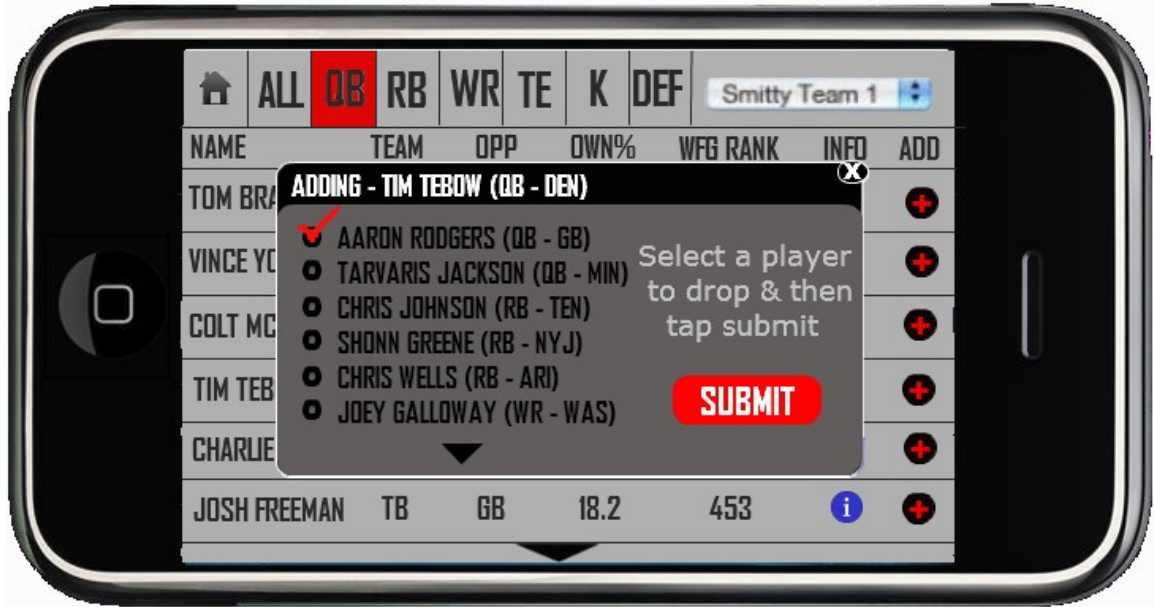 ALL QB RB WR TE K DEF Smitty Team 1
NAME TEAM OPP OWN% WFG RANK INFO ADD
ADDING - TIM TEBOW (QB - DEN) X
TOM BRA
AARON RODGERS (QB - GB)
VINCE YO
TARVARIS JACKSON (QB - MIN)
CHRIS JOHNSON (RB - TEN)
COLT MC
SHONN GREENE (RB - NYJ)
TIM TEB
CHRIS WELLS (RB - ARI)
JOEY GALLOWAY (WR - WAS)
Select a player
to drop & then
tap submit
SUBMIT
CHARLIE
JOSH FREEMAN TB GB 18.2 453 i